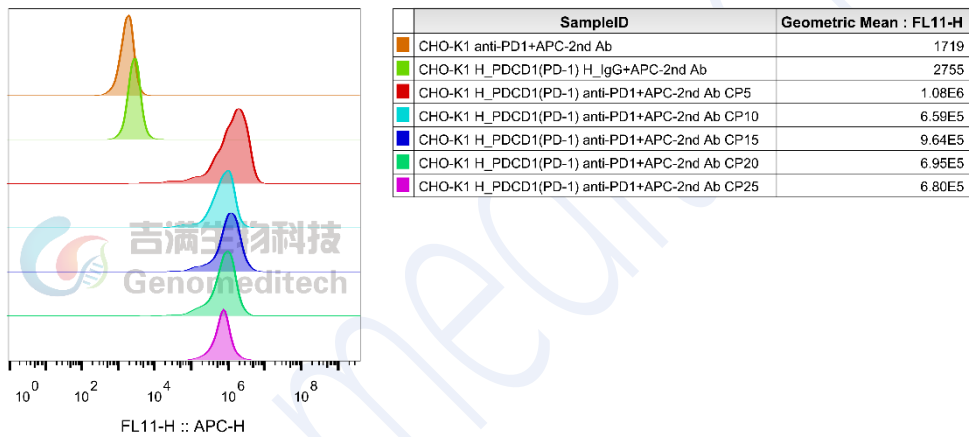 SampleID Geometric Mean : FL11-H
CHO-K1 anti-PD1+APC-2nd Ab 1719
CHO-K1 H_PDCD1(PD-1) H_IgG+APC-2nd Ab 2755
CHO-K1 H_PDCD1(PD-1) anti-PD1+APC-2nd Ab CP5 1.08E6
CHO-K1 H_PDCD1(PD-1) anti-PD1+APC-2nd Ab CP10 6.59E5
CHO-K1 H_PDCD1(PD-1) anti-PD1+APC-2nd Ab CP15 9.64E5
CHO-K1 H_PDCD1(PD-1) anti-PD1+APC-2nd Ab CP20 6.95E5
CHO-K1 H_PDCD1(PD-1) anti-PD1+APC-2nd Ab CP25 6.80E5
吉满生物科技
Genomeditech
10^0 10^2 10^4 10^6 10^8
FL11-H :: APC-H